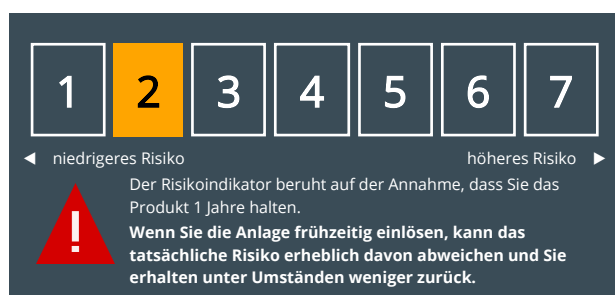 1 2 3 4 5 6 7
niedrigeres Risiko höheres Risiko
Der Risikoindikator beruht auf der Annahme, dass Sie das
Produkt 1 Jahre halten.
Wenn Sie die Anlage frühzeitig einlösen, kann das
tatsächliche Risiko erheblich davon abweichen und Sie
erhalten unter Umständen weniger zurück.